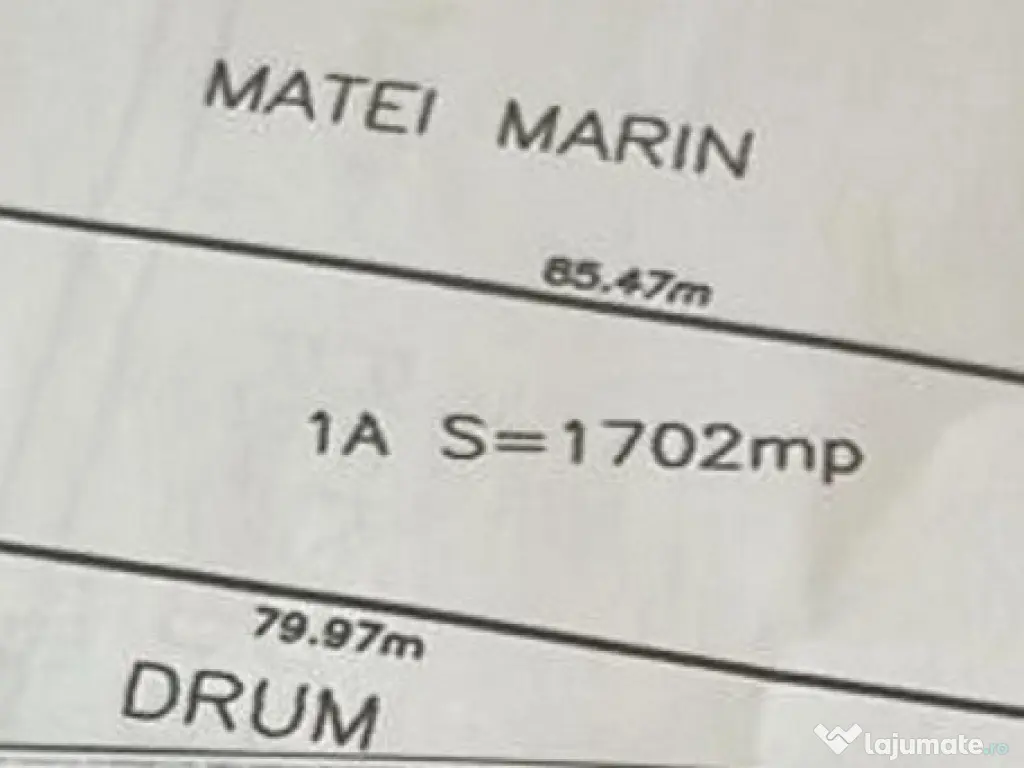 MATEI MARIN
85.47m
1A S=1702mp
79.97m
DRUM
lajumate.ro